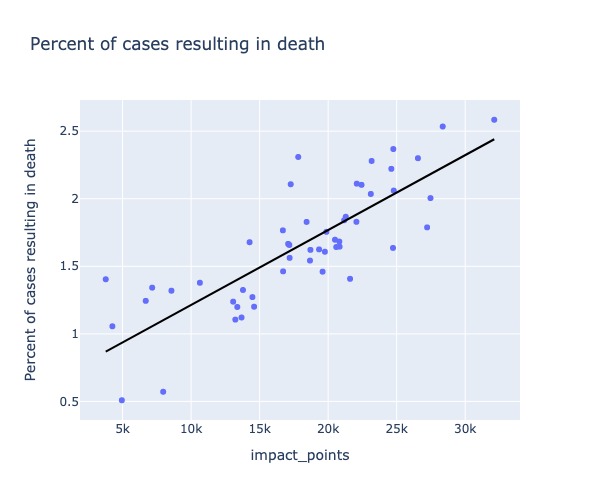 Percent of cases resulting in death
Percent of cases resulting in death
2.5
2
1.5
1
0.5
5k 10k 15k 20k 25k 30k
impact_points